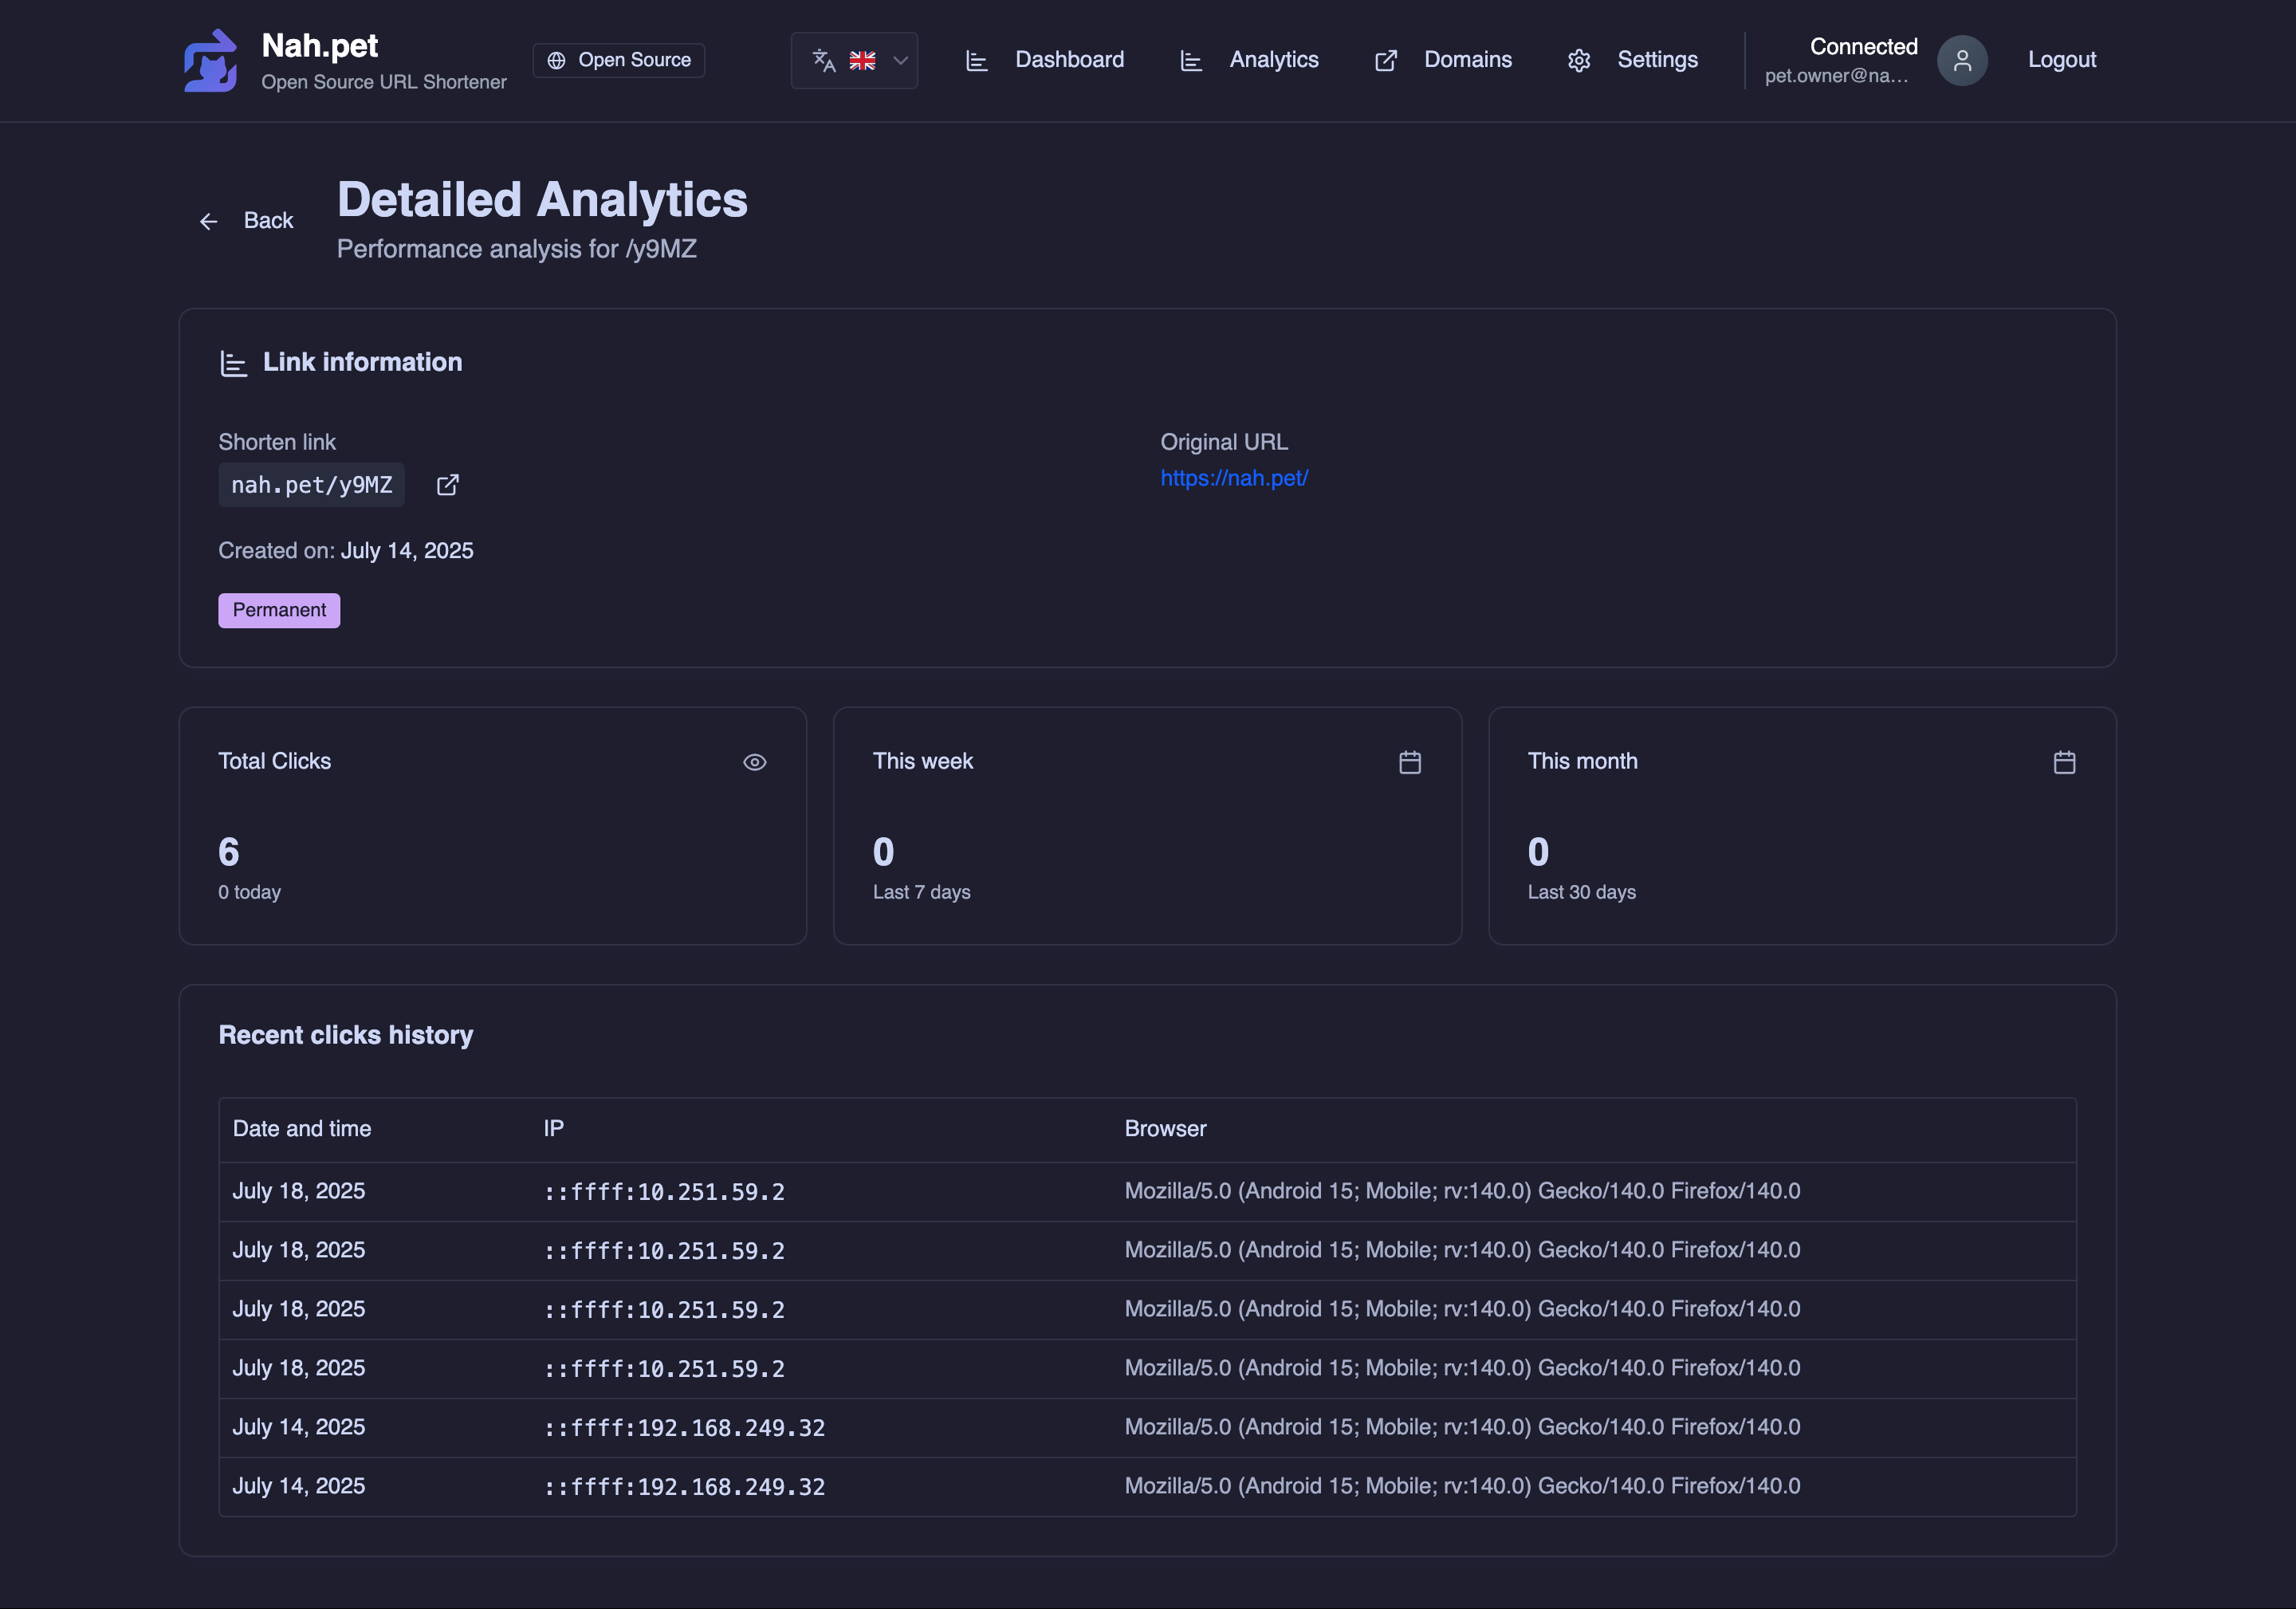 Nah.pet
Open Source URL Shortener
Open Source
Dashboard
Analytics
Domains
Settings
Connected
pet.owner@na...
Logout
Back
Detailed Analytics
Performance analysis for /y9MZ
Link information
Shorten link
nah.pet/y9MZ
Original URL
https://nah.pet/
Created on: July 14, 2025
Permanent
Total Clicks
6
0 today
This week
0
Last 7 days
This month
0
Last 30 days
Recent clicks history
Date and time IP Browser
July 18, 2025 ::ffff:10.251.59.2 Mozilla/5.0 (Android 15; Mobile; rv:140.0) Gecko/140.0 Firefox/140.0
July 18, 2025 ::ffff:10.251.59.2 Mozilla/5.0 (Android 15; Mobile; rv:140.0) Gecko/140.0 Firefox/140.0
July 18, 2025 ::ffff:10.251.59.2 Mozilla/5.0 (Android 15; Mobile; rv:140.0) Gecko/140.0 Firefox/140.0
July 18, 2025 ::ffff:10.251.59.2 Mozilla/5.0 (Android 15; Mobile; rv:140.0) Gecko/140.0 Firefox/140.0
July 14, 2025 ::ffff:192.168.249.32 Mozilla/5.0 (Android 15; Mobile; rv:140.0) Gecko/140.0 Firefox/140.0
July 14, 2025 ::ffff:192.168.249.32 Mozilla/5.0 (Android 15; Mobile; rv:140.0) Gecko/140.0 Firefox/140.0